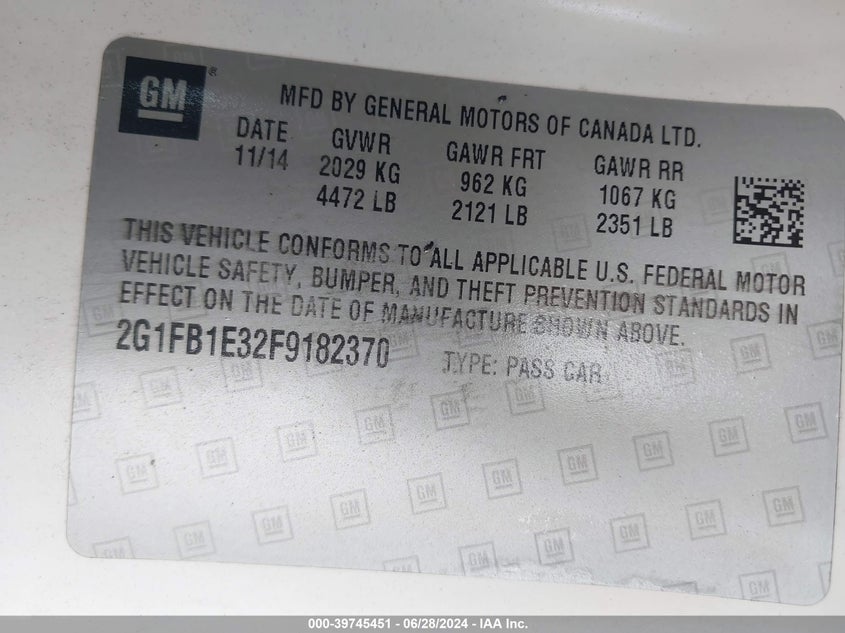 GM
MFD BY GENERAL MOTORS OF CANADA LTD.
DATE GVWR GAWR FRT GAWR RR
11/14 2029 KG 962 KG 1067 KG
4472 LB 2121 LB 2351 LB
THIS VEHICLE CONFORMS TO ALL APPLICABLE U.S. FEDERAL MOTOR
VEHICLE SAFETY, BUMPER, AND THEFT PREVENTION STANDARDS IN
EFFECT ON THE DATE OF MANUFACTURE SHOWN ABOVE.
2G1FB1E32F9182370 TYPE: PASS CAR
000-39745451 - 06/28/2024 - IAA Inc.